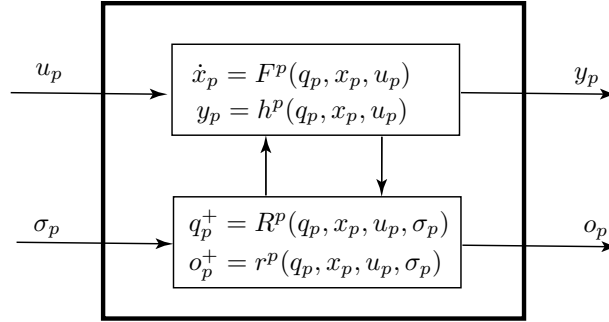 u_p
ẋ_p = F^p(q_p, x_p, u_p)
y_p = h^p(q_p, x_p, u_p)
y_p
σ_p
q_p^+ = R^p(q_p, x_p, u_p, σ_p)
o_p^+ = r^p(q_p, x_p, u_p, σ_p)
o_p